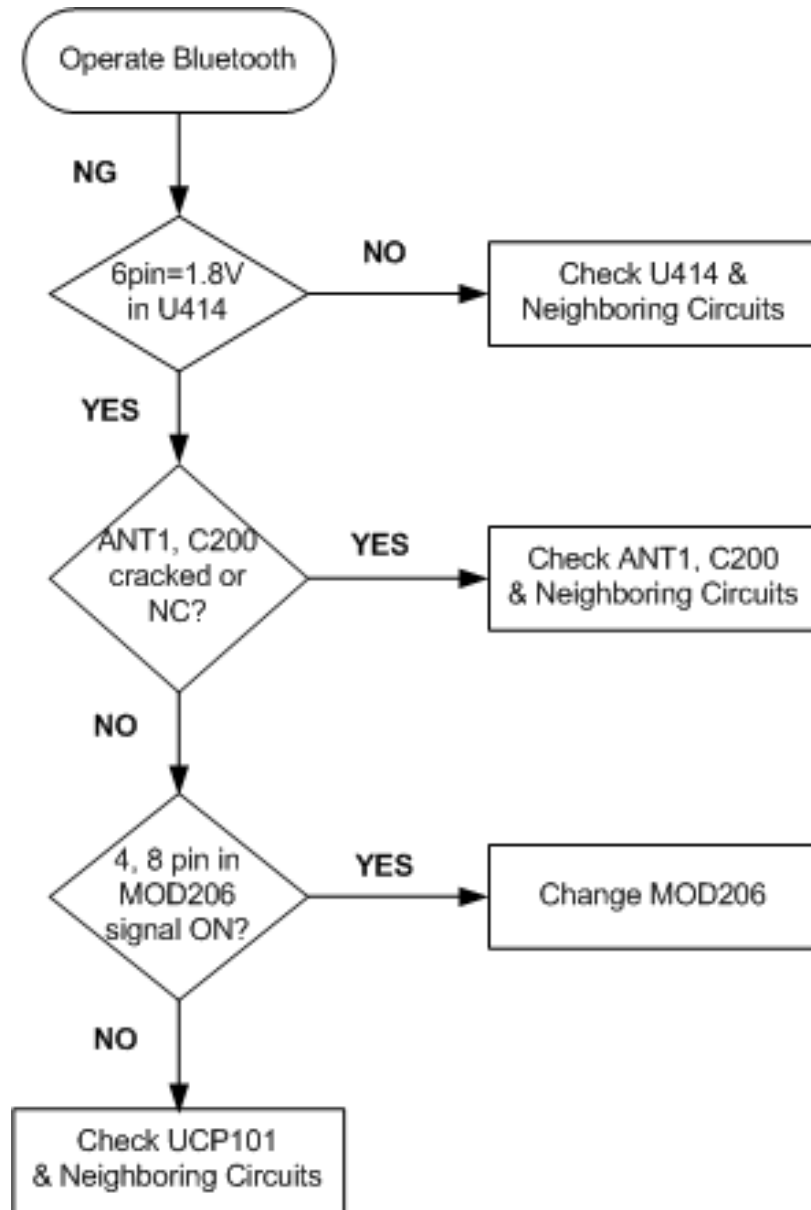 Operate Bluetooth
NG
6pin=1.8V
in U414
NO
Check U414 &
Neighboring Circuits
YES
ANT1, C200
cracked or
NC?
YES
Check ANT1, C200
& Neighboring Circuits
NO
4, 8 pin in
MOD206
signal ON?
YES
Change MOD206
NO
Check UCP101
& Neighboring Circuits